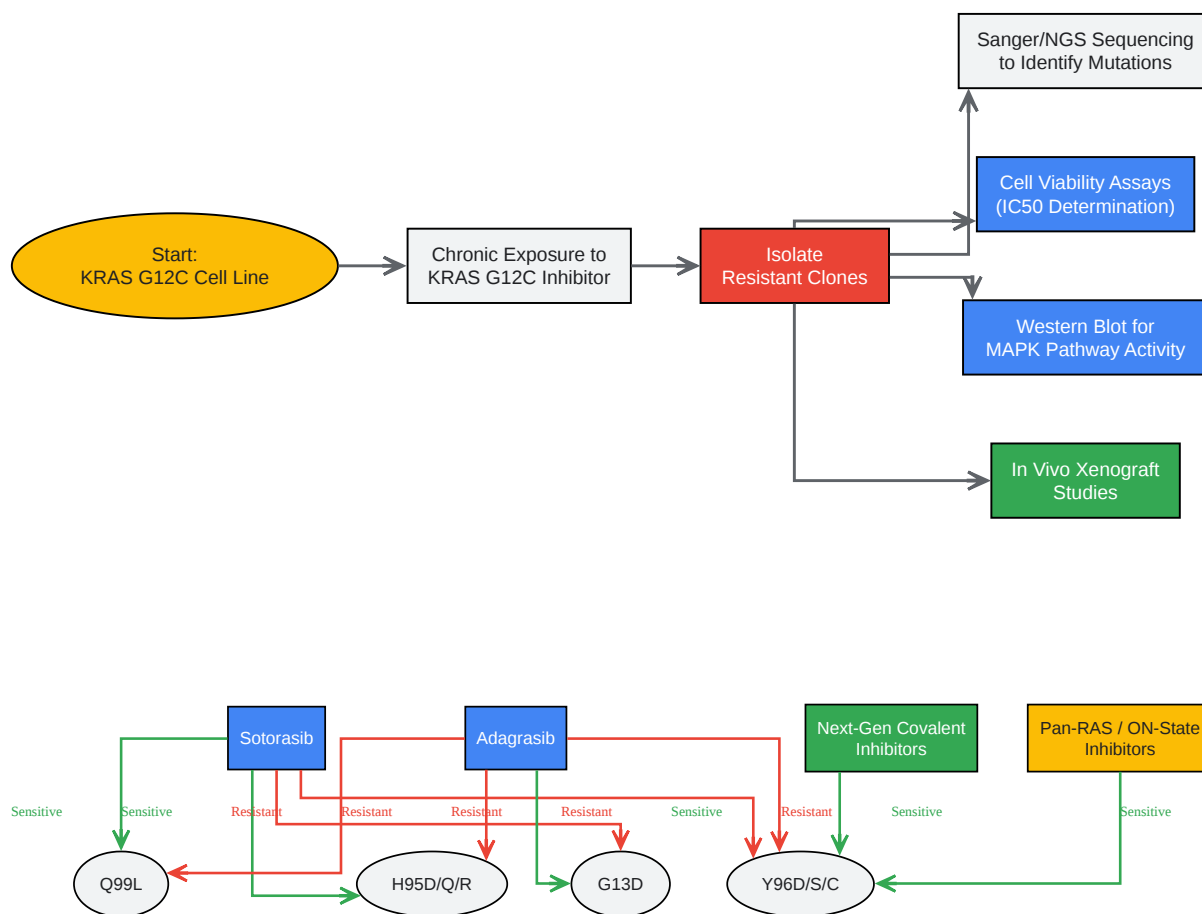 Sanger/NGS Sequencing
to Identify Mutations
Cell Viability Assays
(IC50 Determination)
Start:
KRAS G12C Cell Line
Chronic Exposure to
KRAS G12C Inhibitor
Isolate
Resistant Clones
Western Blot for
MAPK Pathway Activity
In Vivo Xenograft
Studies
Sotorasib
Adagrasib
Next-Gen Covalent
Inhibitors
Pan-RAS / ON-State
Inhibitors
Sensitive
Sensitive
Resistant
Resistant
Resistant
Resistant
Sensitive
Resistant
Sensitive
Sensitive
Q99L
H95D/Q/R
G13D
Y96D/S/C